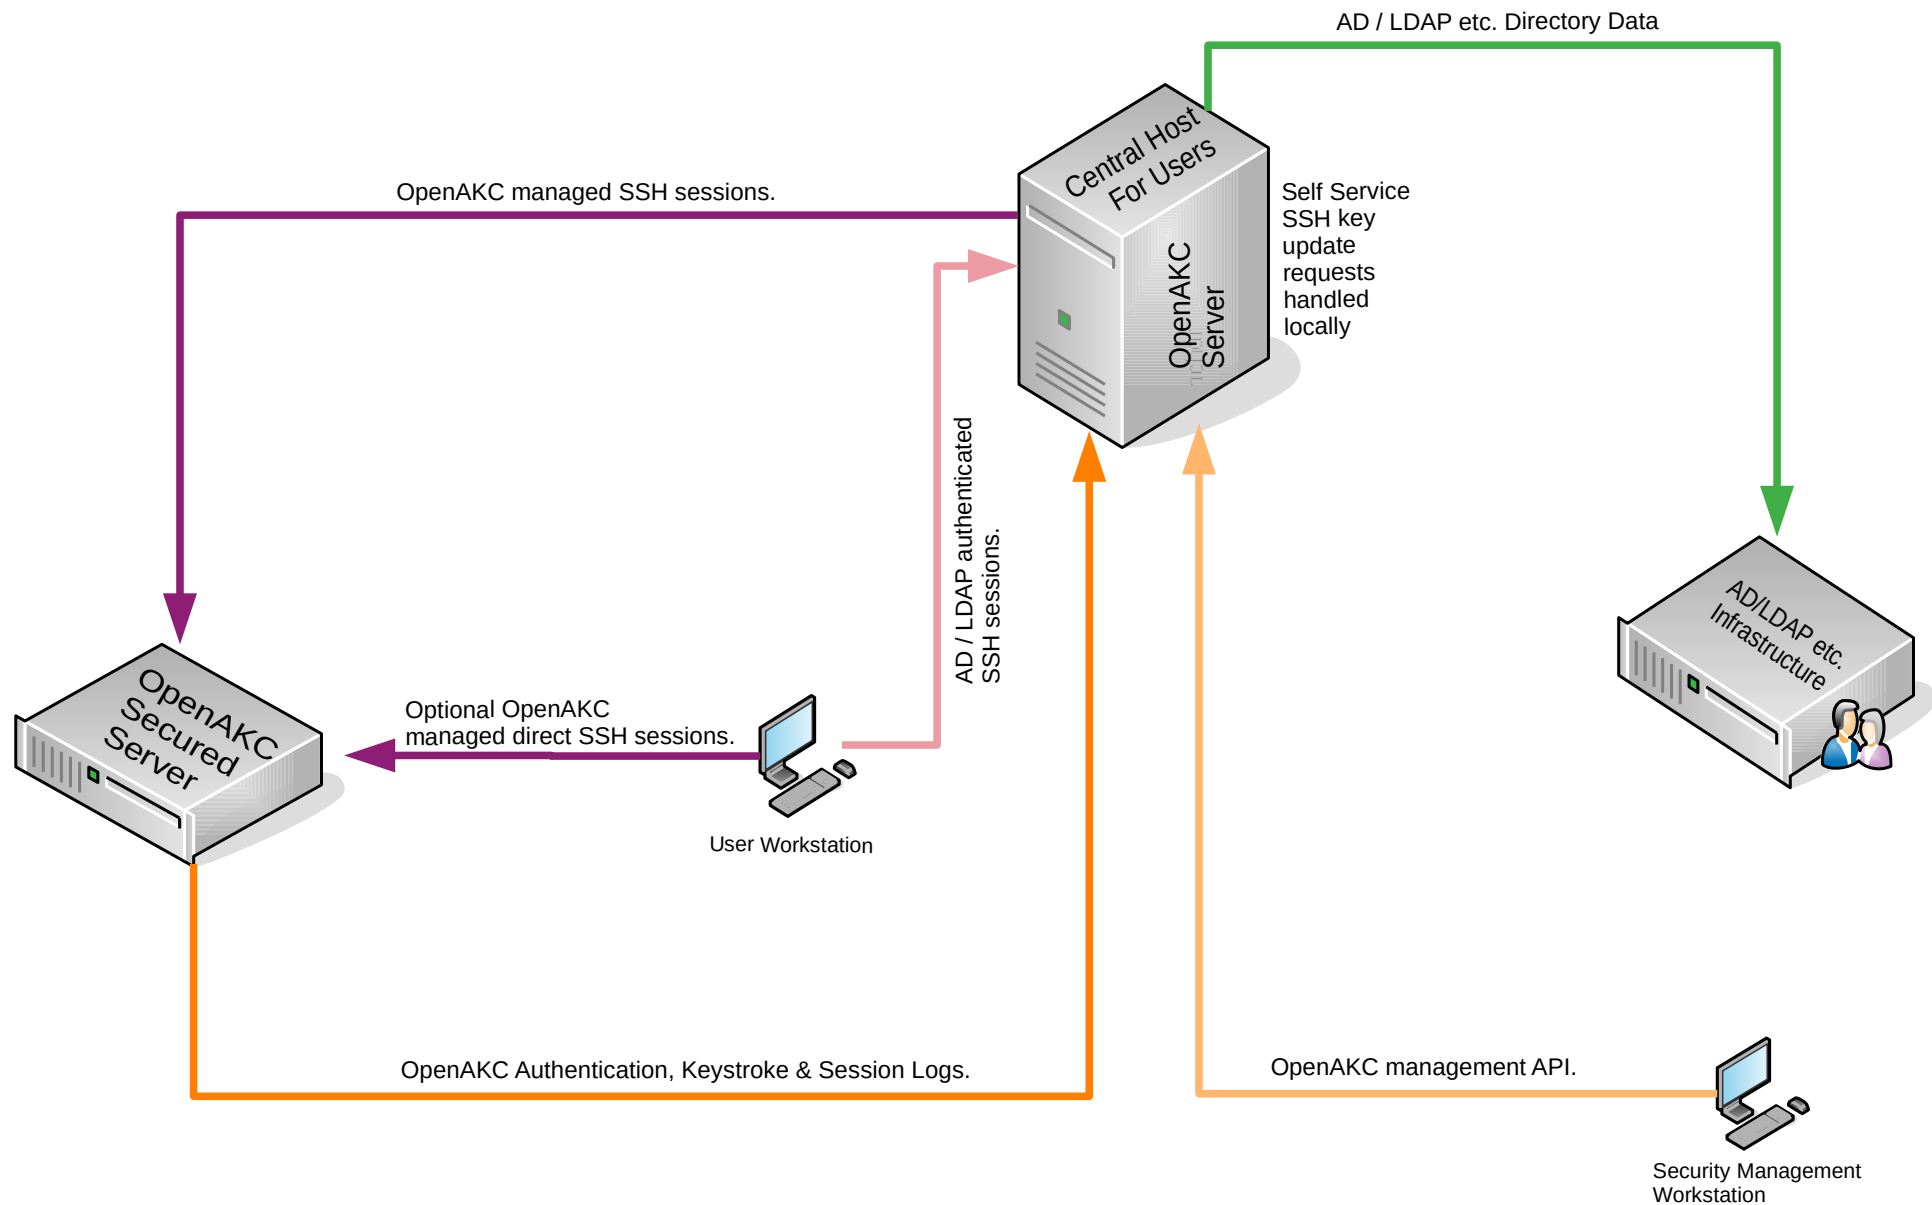 AD / LDAP etc. Directory Data
Central Host
For Users
OpenAKC managed SSH sessions.
Self Service
SSH key
update
requests
handled
locally
OpenAKC
Server
AD / LDAP authenticated
SSH sessions.
AD/LDAP etc.
Infrastructure
OpenAKC
Secured
Server
Optional OpenAKC
managed direct SSH sessions.
User Workstation
OpenAKC Authentication, Keystroke & Session Logs.
OpenAKC management API.
Security Management
Workstation